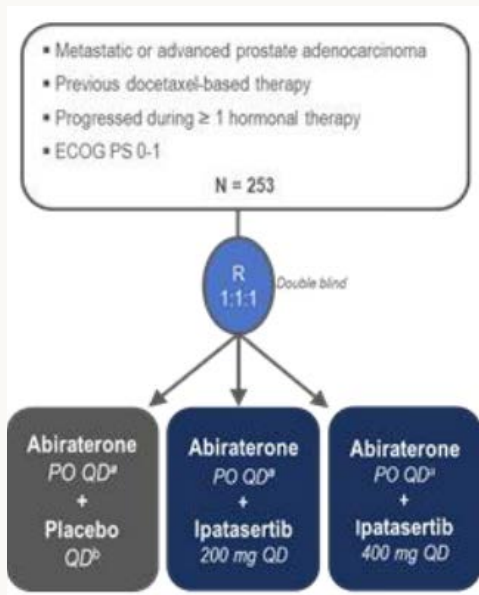 ▪ Metastatic or advanced prostate adenocarcinoma
▪ Previous docetaxel-based therapy
▪ Progressed during ≥ 1 hormonal therapy
▪ ECOG PS 0-1
N = 253
R
1:1:1
Double blind
Abiraterone
PO QDª
+
Placebo
QDᵇ
Abiraterone
PO QDª
+
Ipatasertib
200 mg QD
Abiraterone
PO QDª
+
Ipatasertib
400 mg QD